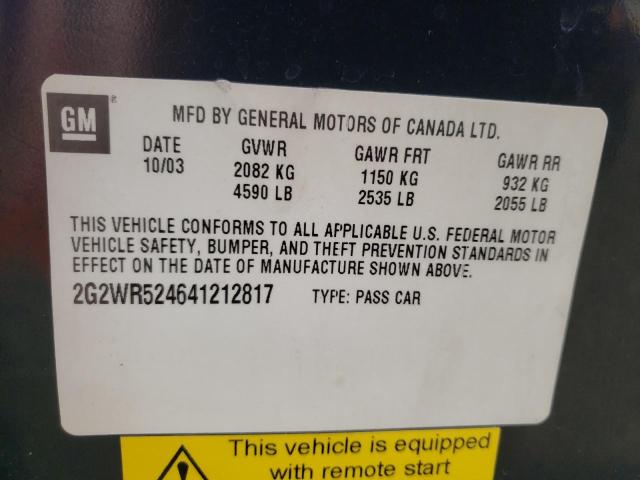 GM
MFD BY GENERAL MOTORS OF CANADA LTD.
DATE GVWR GAWR FRT GAWR RR
10/03 2082 KG 1150 KG 932 KG
4590 LB 2535 LB 2055 LB
THIS VEHICLE CONFORMS TO ALL APPLICABLE U.S. FEDERAL MOTOR
VEHICLE SAFETY, BUMPER, AND THEFT PREVENTION STANDARDS IN
EFFECT ON THE DATE OF MANUFACTURE SHOWN ABOVE.
2G2WR524641212817 TYPE: PASS CAR
This vehicle is equipped
with remote start